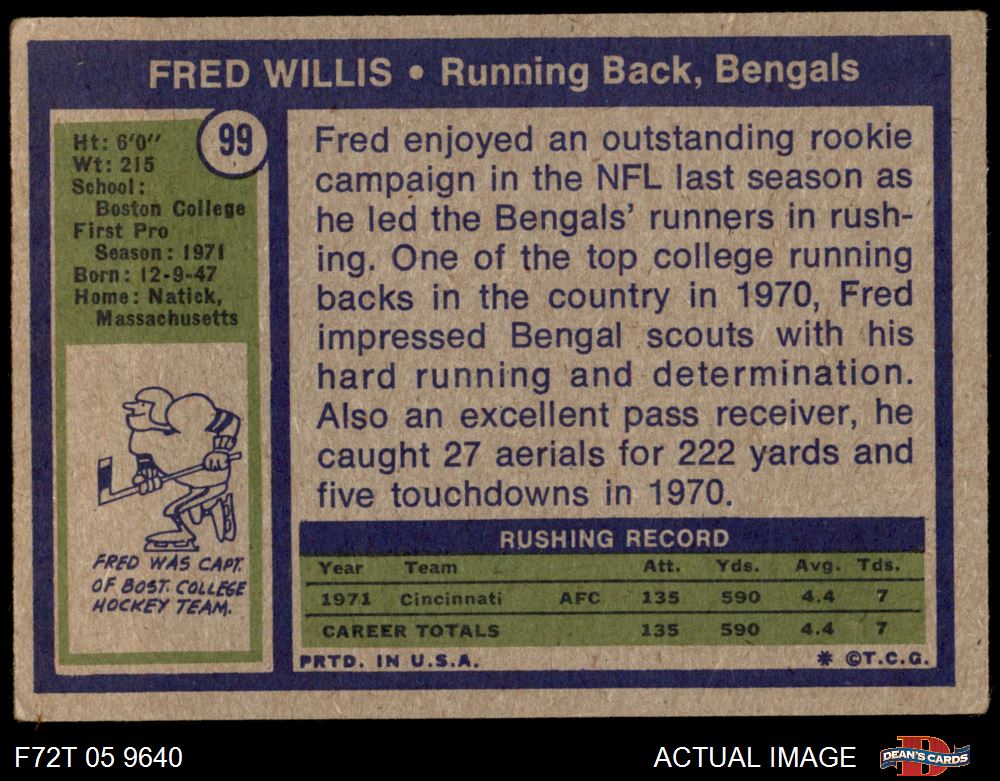 FRED WILLIS • Running Back, Bengals
99
Ht: 6'0''
Wt: 215
School:
Boston College
First Pro
Season: 1971
Born: 12-9-47
Home: Natick,
Massachusetts
FRED WAS CAPT.
OF BOST. COLLEGE
HOCKEY TEAM.
Fred enjoyed an outstanding rookie
campaign in the NFL last season as
he led the Bengals' runners in rush-
ing. One of the top college running
backs in the country in 1970, Fred
impressed Bengal scouts with his
hard running and determination.
Also an excellent pass receiver, he
caught 27 aerials for 222 yards and
five touchdowns in 1970.
RUSHING RECORD
Year Team Att. Yds. Avg. Tds.
1971 Cincinnati AFC 135 590 4.4 7
CAREER TOTALS 135 590 4.4 7
PRTD. IN U.S.A. * ©T.C.G.
F72T 05 9640 ACTUAL IMAGE DEAN'S CARDS